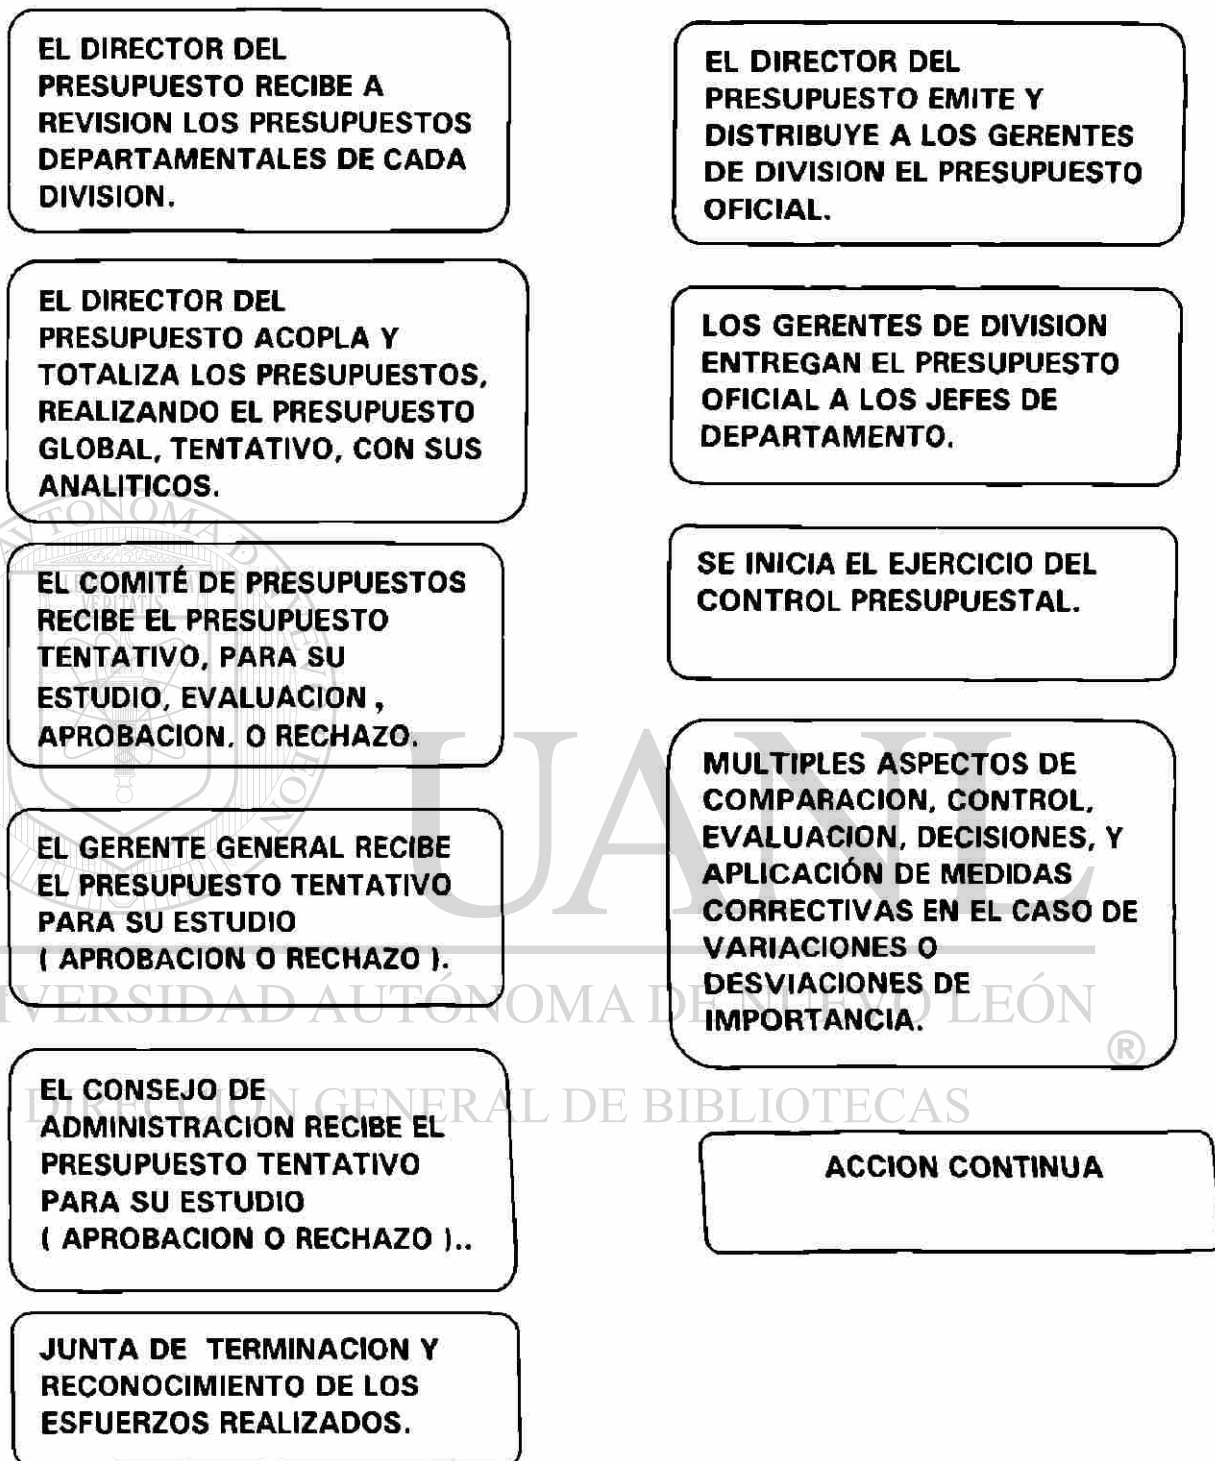 EL DIRECTOR DEL
PRESUPUESTO RECIBE A
REVISION LOS PRESUPUESTOS
DEPARTAMENTALES DE CADA
DIVISION.
EL DIRECTOR DEL
PRESUPUESTO ACOPLA Y
TOTALIZA LOS PRESUPUESTOS,
REALIZANDO EL PRESUPUESTO
GLOBAL, TENTATIVO, CON SUS
ANALITICOS.
EL COMITÉ DE PRESUPUESTOS
RECIBE EL PRESUPUESTO
TENTATIVO, PARA SU
ESTUDIO, EVALUACION ,
APROBACION. O RECHAZO.
EL GERENTE GENERAL RECIBE
EL PRESUPUESTO TENTATIVO
PARA SU ESTUDIO
( APROBACION O RECHAZO ).
EL CONSEJO DE
ADMINISTRACION RECIBE EL
PRESUPUESTO TENTATIVO
PARA SU ESTUDIO
( APROBACION O RECHAZO )..
JUNTA DE TERMINACION Y
RECONOCIMIENTO DE LOS
ESFUERZOS REALIZADOS.
EL DIRECTOR DEL
PRESUPUESTO EMITE Y
DISTRIBUYE A LOS GERENTES
DE DIVISION EL PRESUPUESTO
OFICIAL.
LOS GERENTES DE DIVISION
ENTREGAN EL PRESUPUESTO
OFICIAL A LOS JEFES DE
DEPARTAMENTO.
SE INICIA EL EJERCICIO DEL
CONTROL PRESUPUESTAL.
MULTIPLES ASPECTOS DE
COMPARACION, CONTROL,
EVALUACION, DECISIONES, Y
APLICACIÓN DE MEDIDAS
CORRECTIVAS EN EL CASO DE
VARIACIONES O
DESVIACIONES DE
IMPORTANCIA.
ACCION CONTINUA
UANL
IVERSIDAD AUTÓNOMA DE NUEVO LEÓN
®
DIRECCIÓN GENERAL DE BIBLIOTECAS